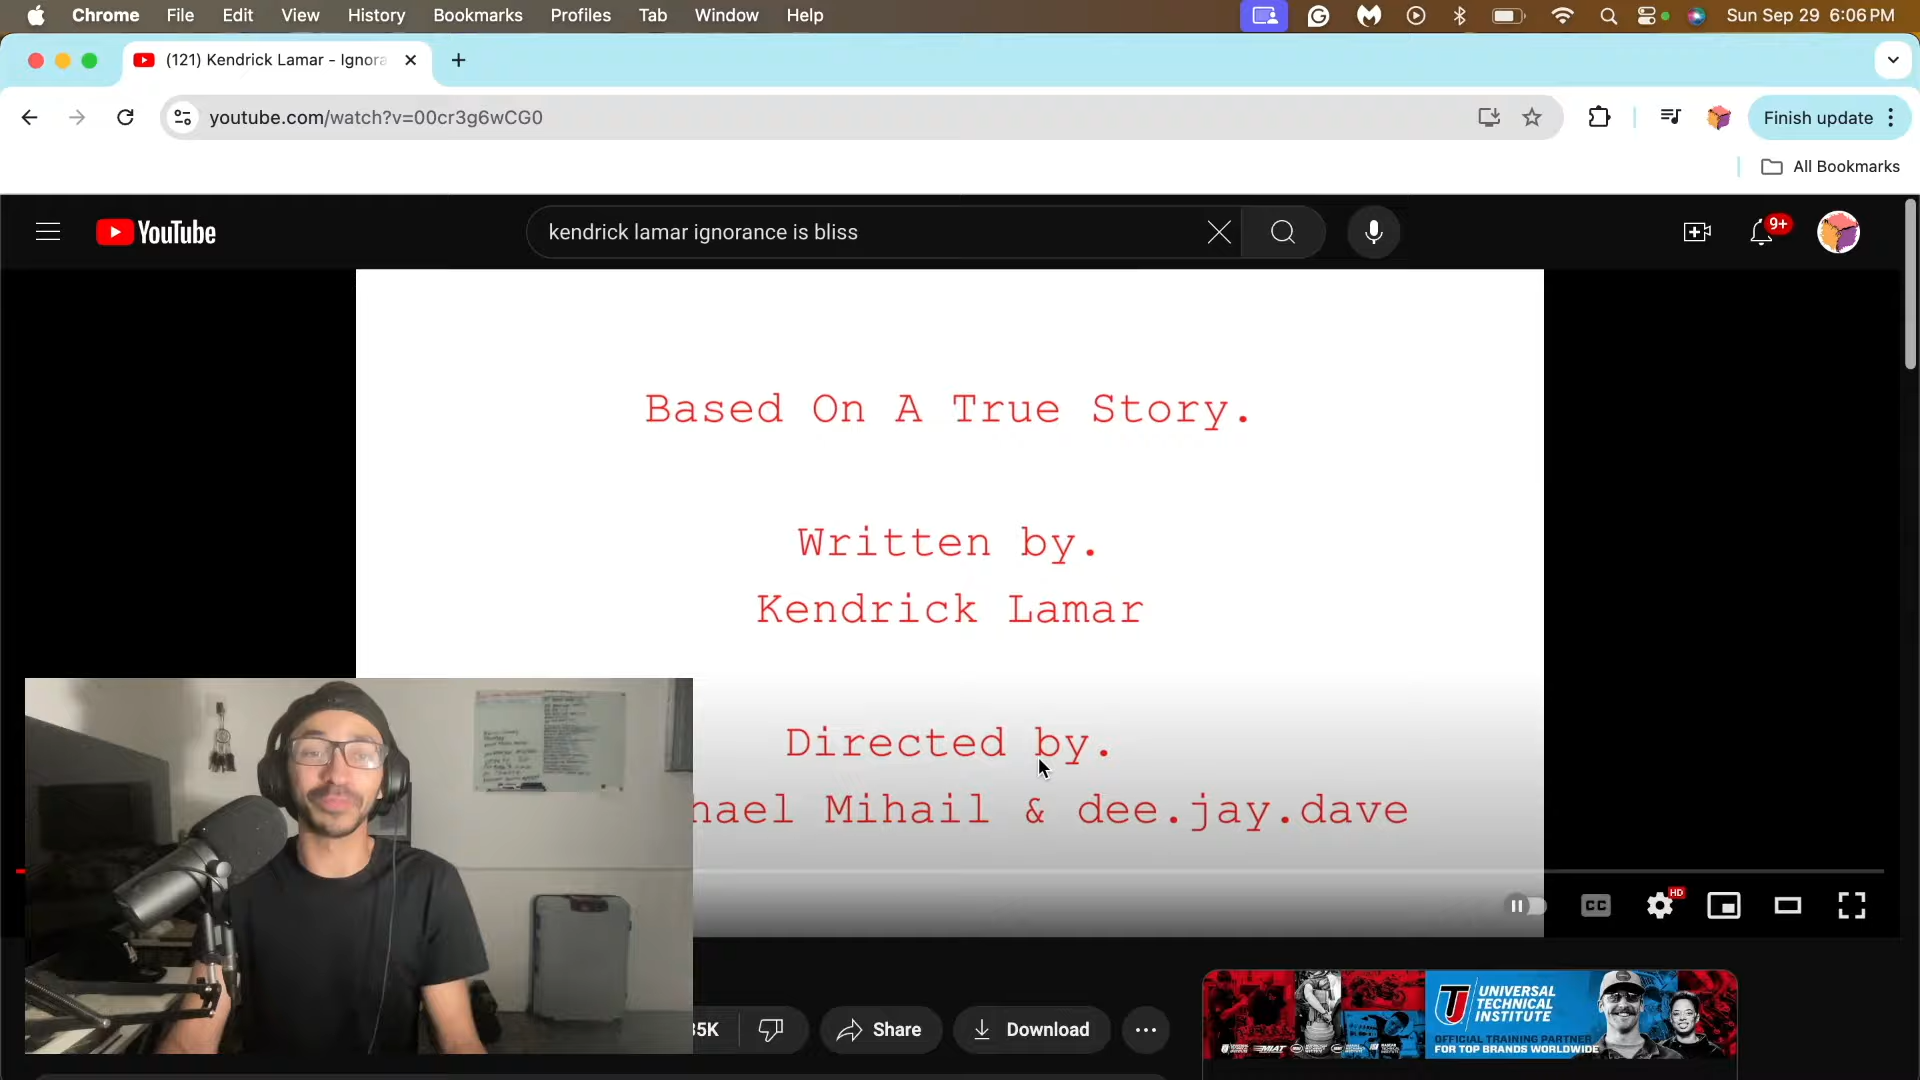 Chrome File Edit View History Bookmarks Profiles Tab Window Help Sun Sep 29 6:06 PM
(121) Kendrick Lamar - Ignora
youtube.com/watch?v=00cr3g6wCG0 Finish update
All Bookmarks
YouTube kendrick lamar ignorance is bliss 9+
Based On A True Story.
Written by.
Kendrick Lamar
Directed by.
hael Mihail & dee.jay.dave
CC HD
35K Share Download
UNIVERSAL
TECHNICAL
INSTITUTE
OFFICIAL TRAINING PARTNER
FOR TOP BRANDS WORLDWIDE